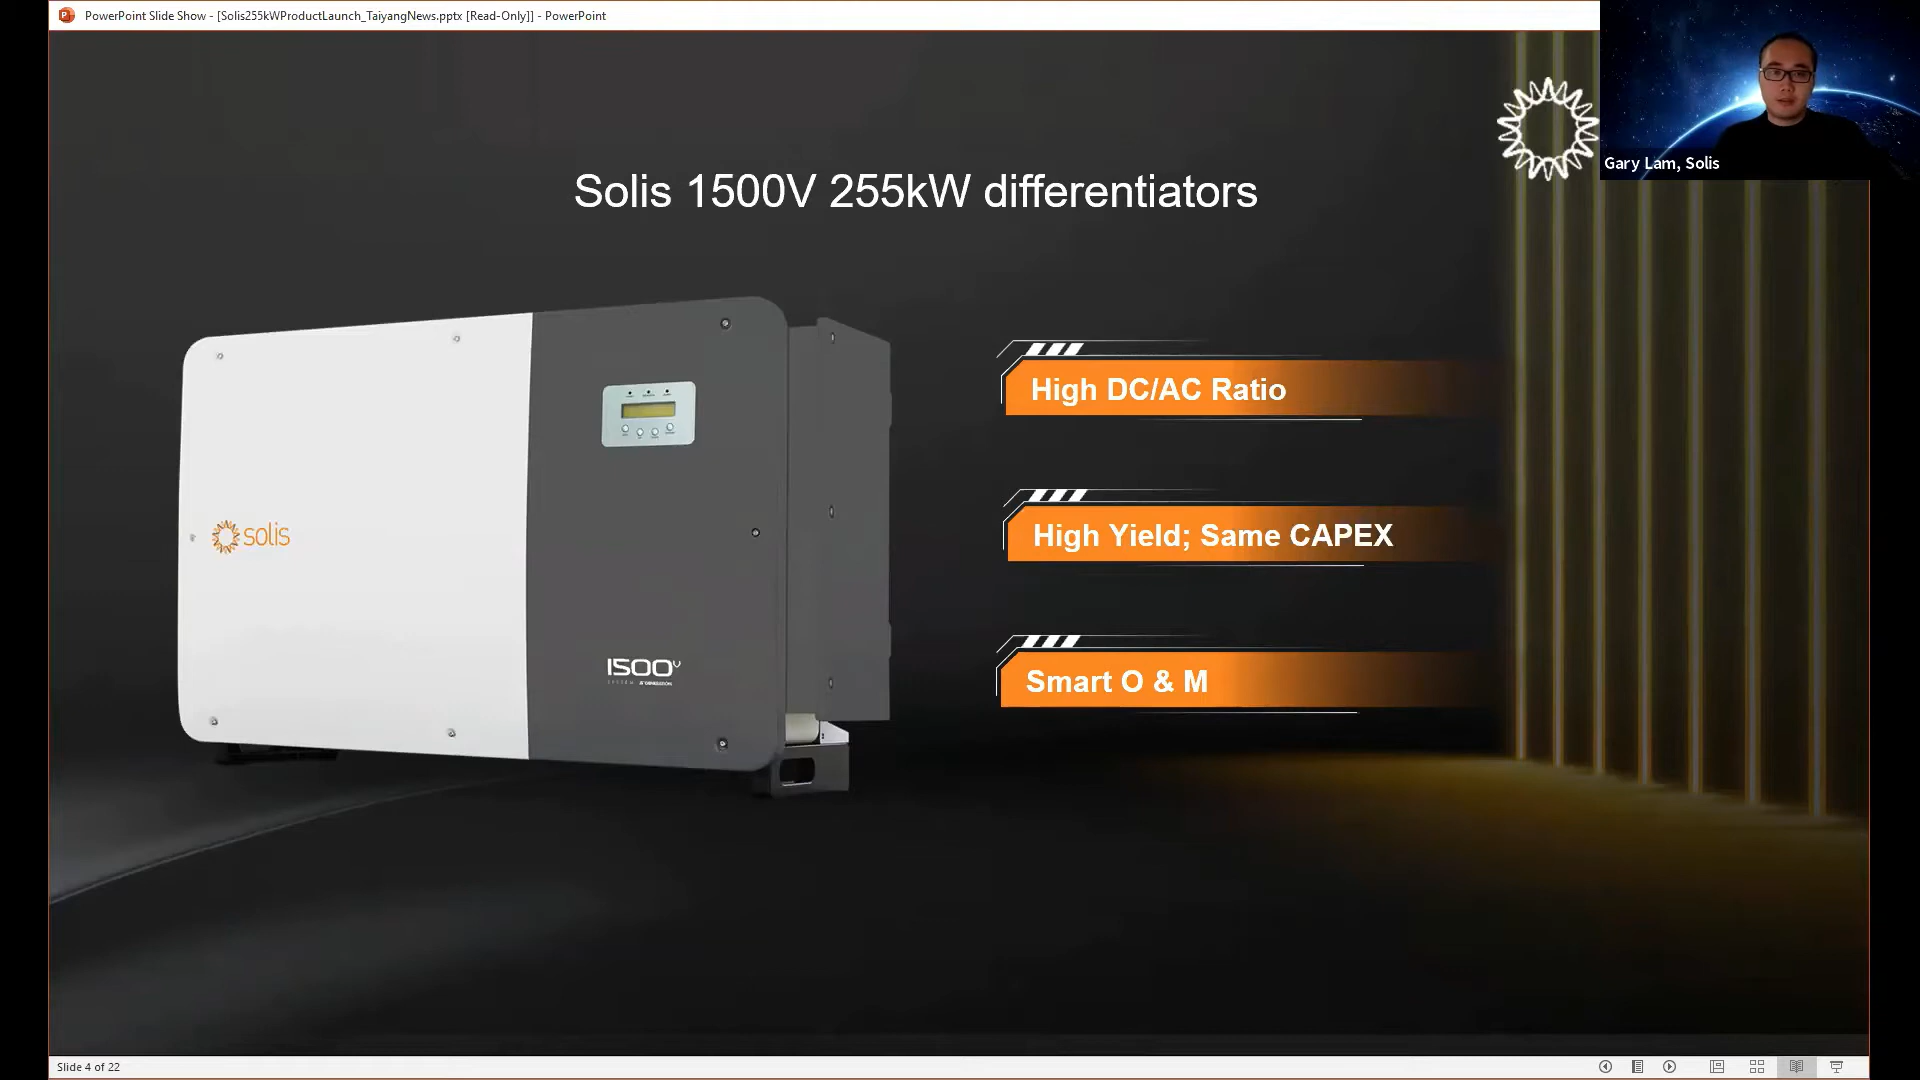 PowerPoint Slide Show - [Solis255kWProductLaunch_TaiyangNews.pptx [Read-Only]] - PowerPoint
Gary Lam, Solis
Solis 1500V 255kW differentiators
High DC/AC Ratio
solis
High Yield; Same CAPEX
1500V
Smart O & M
Slide 4 of 22